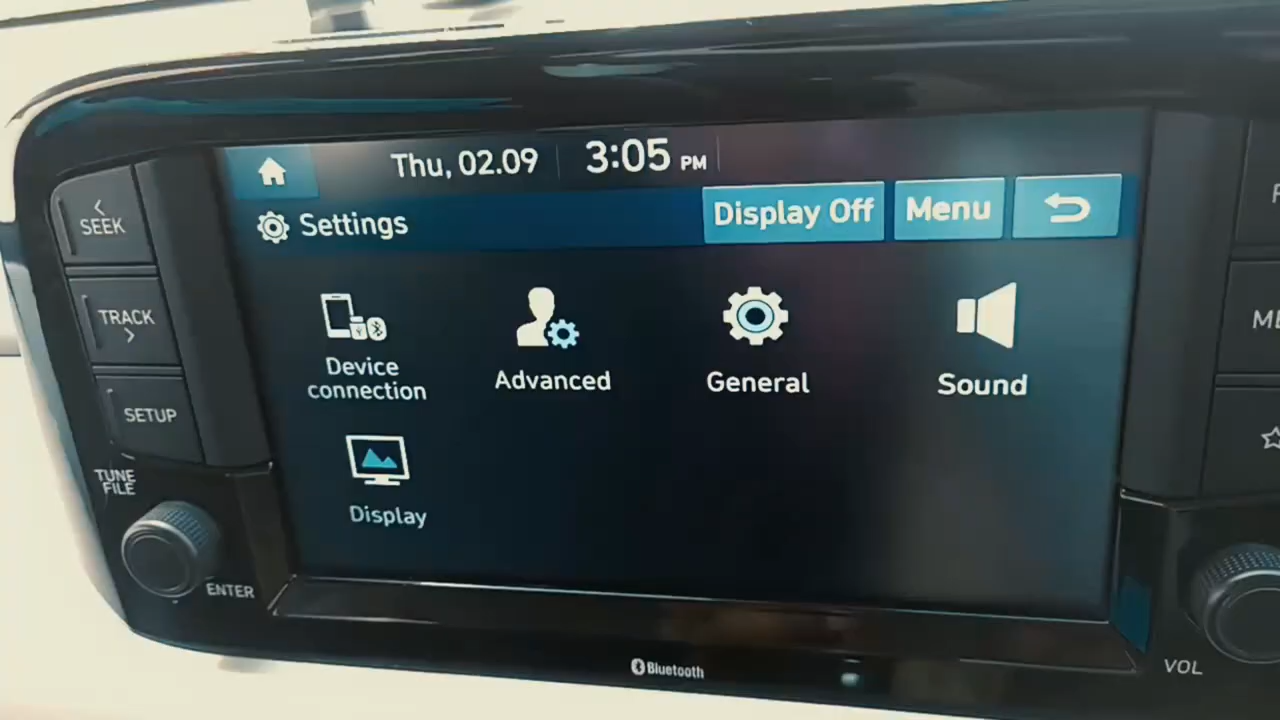 Thu, 02.09 3:05 PM
Settings
Display Off
Menu
Device
connection
Advanced
General
Sound
Display
SEEK
TRACK
SETUP
TUNE
FILE
ENTER
VOL
Bluetooth